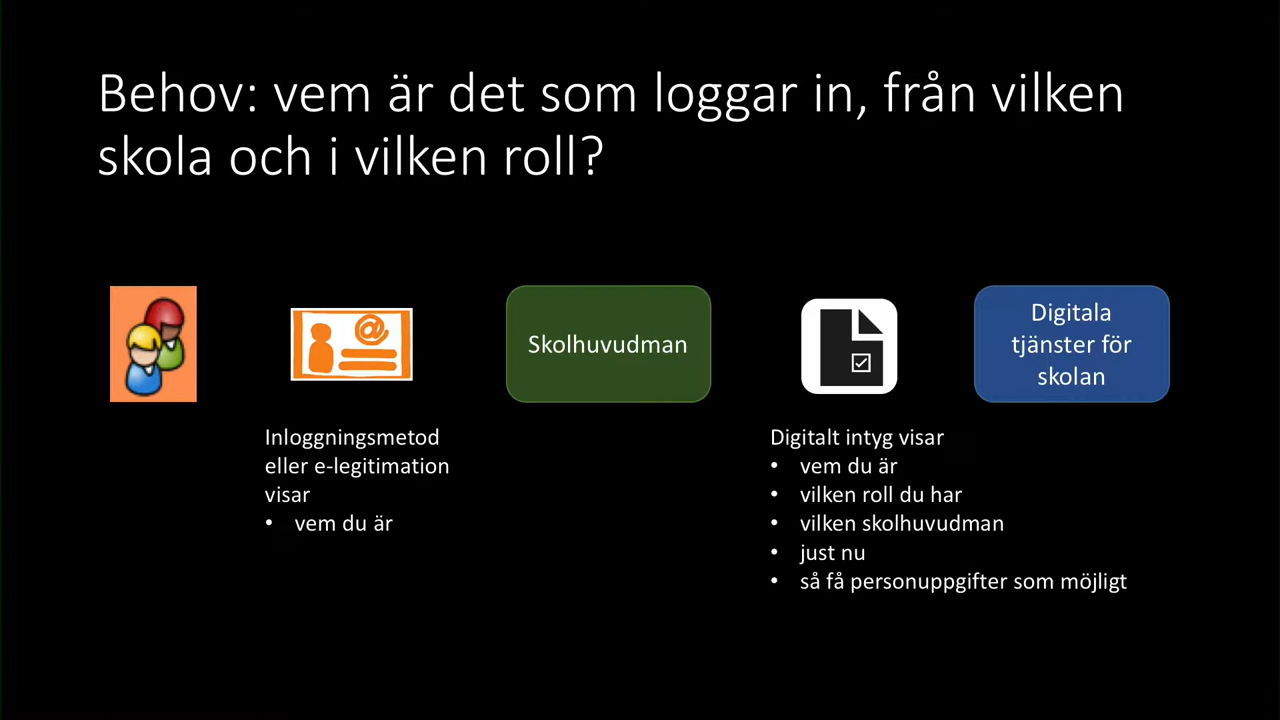 Behov: vem är det som loggar in, från vilken
skola och i vilken roll?
Skolhuvudman
Digitala
tjänster för
skolan
Inloggningsmetod
eller e-legitimation
visar
• vem du är
Digitalt intyg visar
• vem du är
• vilken roll du har
• vilken skolhuvudman
• just nu
• så få personuppgifter som möjligt